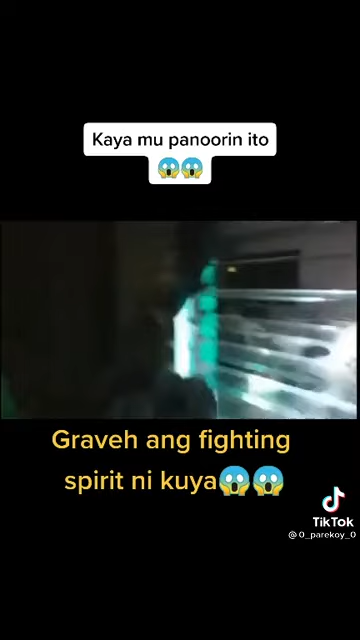 Kaya mu panoorin ito
😱😱
Graveh ang fighting
spirit ni kuya😱😱
TikTok
@0_parekoy_0